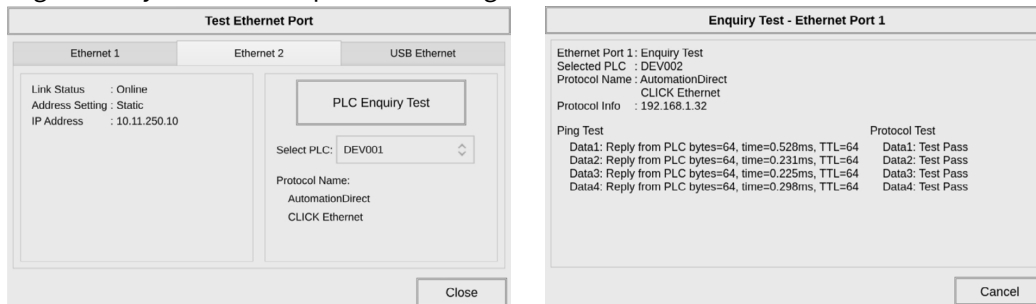 Test Ethernet Port
Ethernet 1
Ethernet 2
USB Ethernet
Link Status : Online
Address Setting : Static
IP Address : 10.11.250.10
PLC Enquiry Test
Select PLC: DEV001
Protocol Name:
AutomationDirect
CLICK Ethernet
Close
Enquiry Test - Ethernet Port 1
Ethernet Port 1 : Enquiry Test
Selected PLC : DEV002
Protocol Name : AutomationDirect
CLICK Ethernet
Protocol Info : 192.168.1.32
Ping Test Protocol Test
Data1: Reply from PLC bytes=64, time=0.528ms, TTL=64 Data1: Test Pass
Data2: Reply from PLC bytes=64, time=0.231ms, TTL=64 Data2: Test Pass
Data3: Reply from PLC bytes=64, time=0.225ms, TTL=64 Data3: Test Pass
Data4: Reply from PLC bytes=64, time=0.298ms, TTL=64 Data4: Test Pass
Cancel